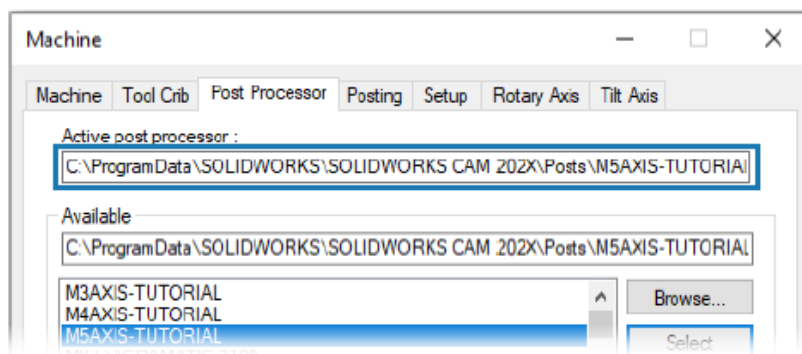 Machine
Machine Tool Crib Post Processor Posting Setup Rotary Axis Tilt Axis
Active post processor :
C:\ProgramData\SOLIDWORKS\SOLIDWORKS CAM 202X\Posts\M5AXIS-TUTORIAL
Available
C:\ProgramData\SOLIDWORKS\SOLIDWORKS CAM 202X\Posts\M5AXIS-TUTORIAL
M3AXIS-TUTORIAL
Browse...
M4AXIS-TUTORIAL
M5AXIS-TUTORIAL
Select